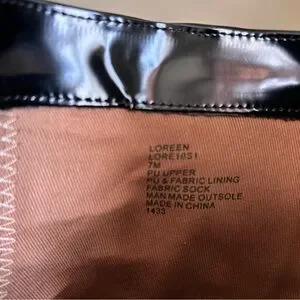 LOREEN
LORE18S1
7M
PU UPPER
PU & FABRIC LINING
FABRIC SOCK
MAN MADE OUTSOLE
MADE IN CHINA
1433